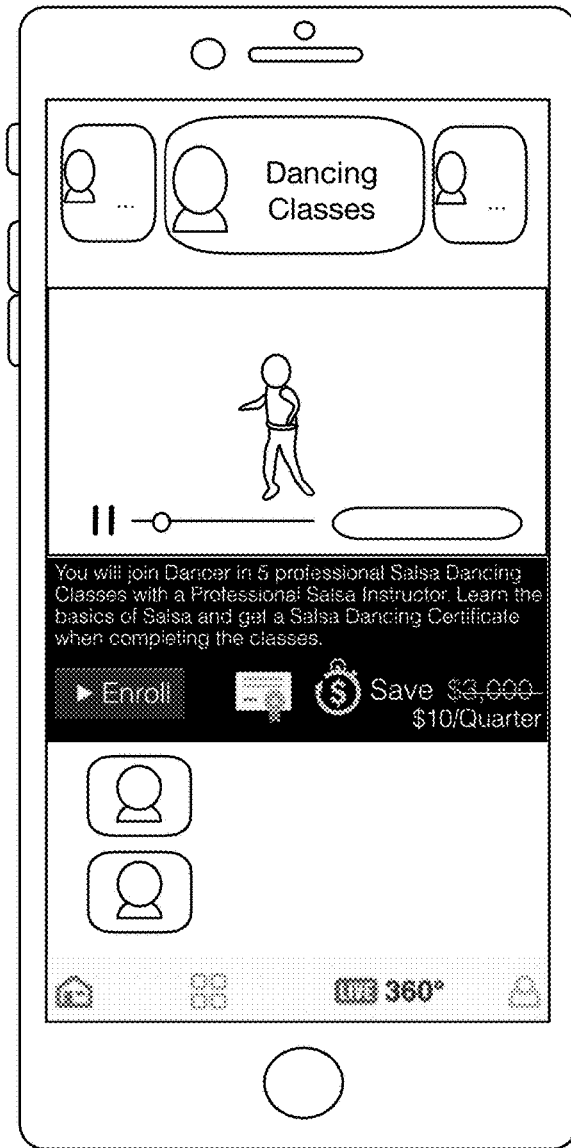 Dancing
Classes
...
...
You will join Dancer in 5 professional Salsa Dancing
Classes with a Professional Salsa Instructor. Learn the
basics of Salsa and get a Salsa Dancing Certificate
when completing the classes.
Enroll
$
Save $3,000
$10/Quarter
LIVE 360°